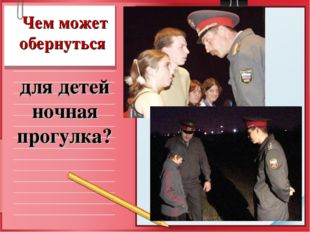 Чем может
обернуться
для детей
ночная
прогулка?